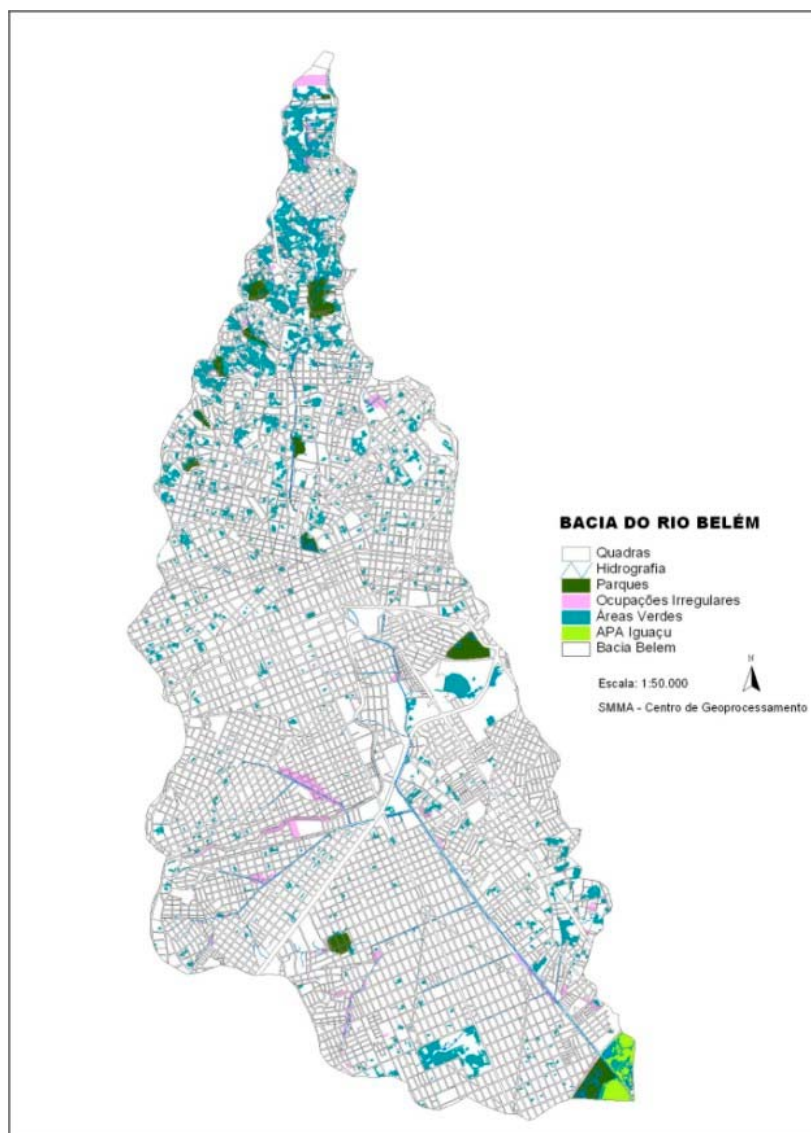 BACIA DO RIO BELÉM
Quadras
Hidrografia
Parques
Ocupações Irregulares
Áreas Verdes
APA Iguaçu
Bacia Belem
N
Escala: 1:50.000
SMMA - Centro de Geoprocessamento